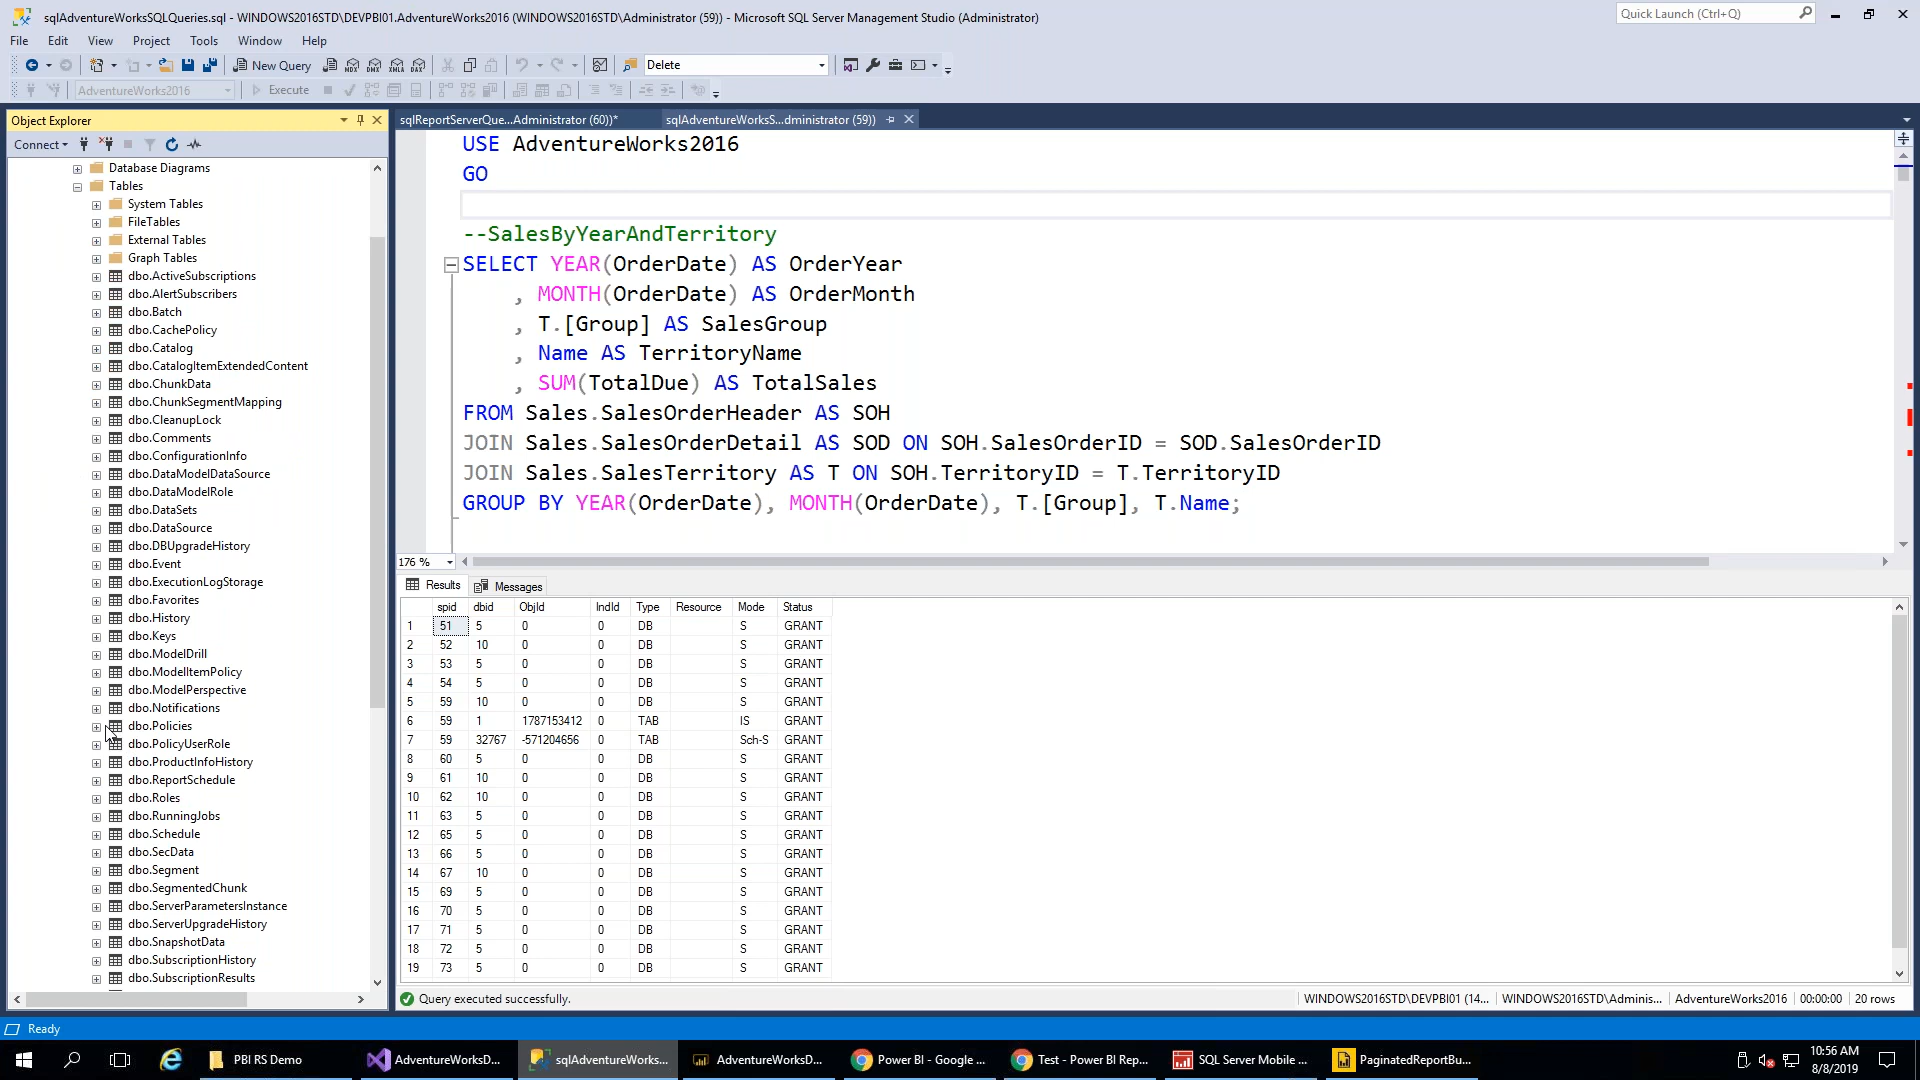 sqlAdventureWorksSQLQueries.sql - WINDOWS2016STD\DEVPBI01.AdventureWorks2016 (WINDOWS2016STD\Administrator (59)) - Microsoft SQL Server Management Studio (Administrator)
Quick Launch (Ctrl+Q)
File Edit View Project Tools Window Help
New Query
MDX DMX XMLA DAX
Delete
AdventureWorks2016
Execute
Object Explorer
sqlReportServerQue...Administrator (60))*
sqlAdventureWorksS...dministrator (59))
Connect
Database Diagrams
Tables
System Tables
FileTables
External Tables
Graph Tables
dbo.ActiveSubscriptions
dbo.AlertSubscribers
dbo.Batch
dbo.CachePolicy
dbo.Catalog
dbo.CatalogItemExtendedContent
dbo.ChunkData
dbo.ChunkSegmentMapping
dbo.CleanupLock
dbo.Comments
dbo.ConfigurationInfo
dbo.DataModelDataSource
dbo.DataModelRole
dbo.DataSets
dbo.DataSource
dbo.DBUpgradeHistory
dbo.Event
dbo.ExecutionLogStorage
dbo.Favorites
dbo.History
dbo.Keys
dbo.ModelDrill
dbo.ModelItemPolicy
dbo.ModelPerspective
dbo.Notifications
dbo.Policies
dbo.PolicyUserRole
dbo.ProductInfoHistory
dbo.ReportSchedule
dbo.Roles
dbo.RunningJobs
dbo.Schedule
dbo.SecData
dbo.Segment
dbo.SegmentedChunk
dbo.ServerParametersInstance
dbo.ServerUpgradeHistory
dbo.SnapshotData
dbo.SubscriptionHistory
dbo.SubscriptionResults
USE AdventureWorks2016
GO
--SalesByYearAndTerritory
SELECT YEAR(OrderDate) AS OrderYear
, MONTH(OrderDate) AS OrderMonth
, T.[Group] AS SalesGroup
, Name AS TerritoryName
, SUM(TotalDue) AS TotalSales
FROM Sales.SalesOrderHeader AS SOH
JOIN Sales.SalesOrderDetail AS SOD ON SOH.SalesOrderID = SOD.SalesOrderID
JOIN Sales.SalesTerritory AS T ON SOH.TerritoryID = T.TerritoryID
GROUP BY YEAR(OrderDate), MONTH(OrderDate), T.[Group], T.Name;
176 %
Results Messages
spid dbid ObjId IndId Type Resource Mode Status
1 51 5 0 0 DB S GRANT
2 52 10 0 0 DB S GRANT
3 53 5 0 0 DB S GRANT
4 54 5 0 0 DB S GRANT
5 59 10 0 0 DB S GRANT
6 59 1 1787153412 0 TAB IS GRANT
7 59 32767 -571204656 0 TAB Sch-S GRANT
8 60 5 0 0 DB S GRANT
9 61 10 0 0 DB S GRANT
10 62 10 0 0 DB S GRANT
11 63 5 0 0 DB S GRANT
12 65 5 0 0 DB S GRANT
13 66 5 0 0 DB S GRANT
14 67 10 0 0 DB S GRANT
15 69 5 0 0 DB S GRANT
16 70 5 0 0 DB S GRANT
17 71 5 0 0 DB S GRANT
18 72 5 0 0 DB S GRANT
19 73 5 0 0 DB S GRANT
Query executed successfully.
WINDOWS2016STD\DEVPBI01 (14... WINDOWS2016STD\Adminis... AdventureWorks2016 00:00:00 20 rows
Ready
PBI RS Demo
AdventureWorksD...
sqlAdventureWorks...
AdventureWorksD...
Power BI - Google ...
Test - Power BI Rep...
SQL Server Mobile ...
PaginatedReportBu...
10:56 AM
8/8/2019